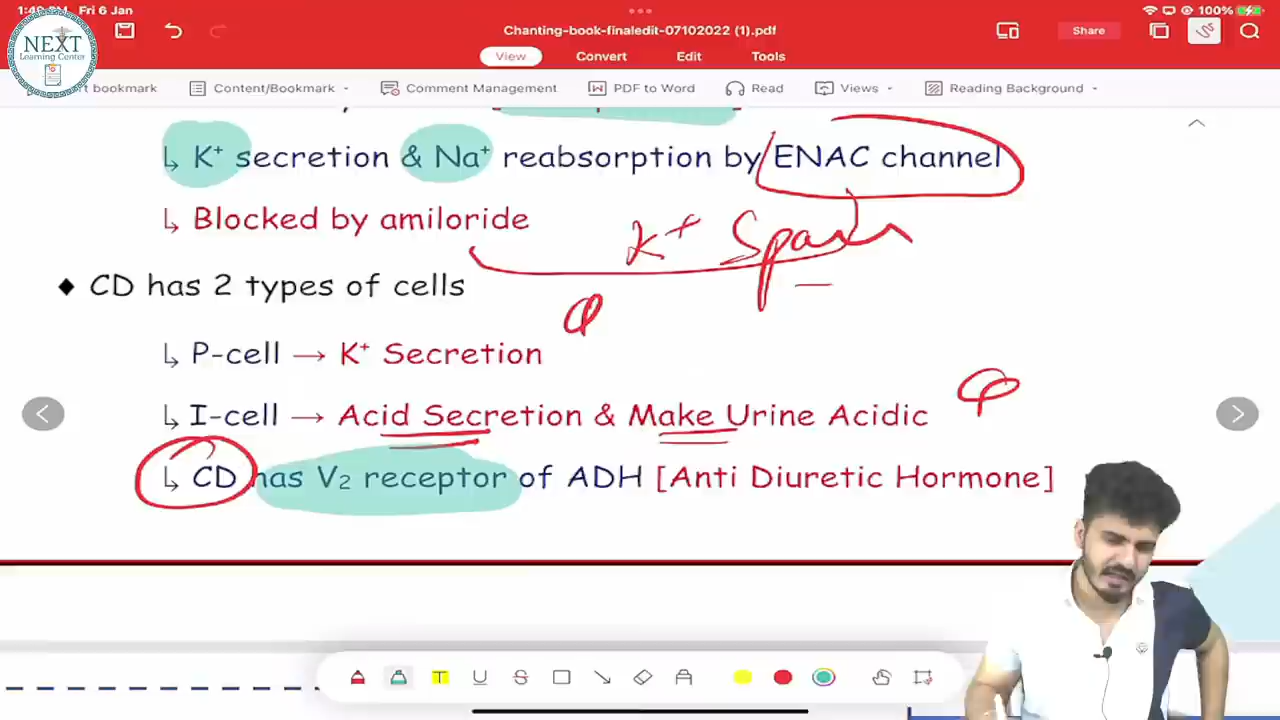 1:49 PM Fri 6 Jan
100%
NEXT
Learning Center
Chanting-book-finaledit-07102022 (1).pdf
Share
View Convert Edit Tools
bookmark Content/Bookmark Comment Management PDF to Word Read Views Reading Background
↳ K⁺ secretion & Na⁺ reabsorption by ENAC channel
↳ Blocked by amiloride
K⁺
◆ CD has 2 types of cells
↳ P-cell → K⁺ Secretion
↳ I-cell → Acid Secretion & Make Urine Acidic
↳ CD has V₂ receptor of ADH [Anti Diuretic Hormone]